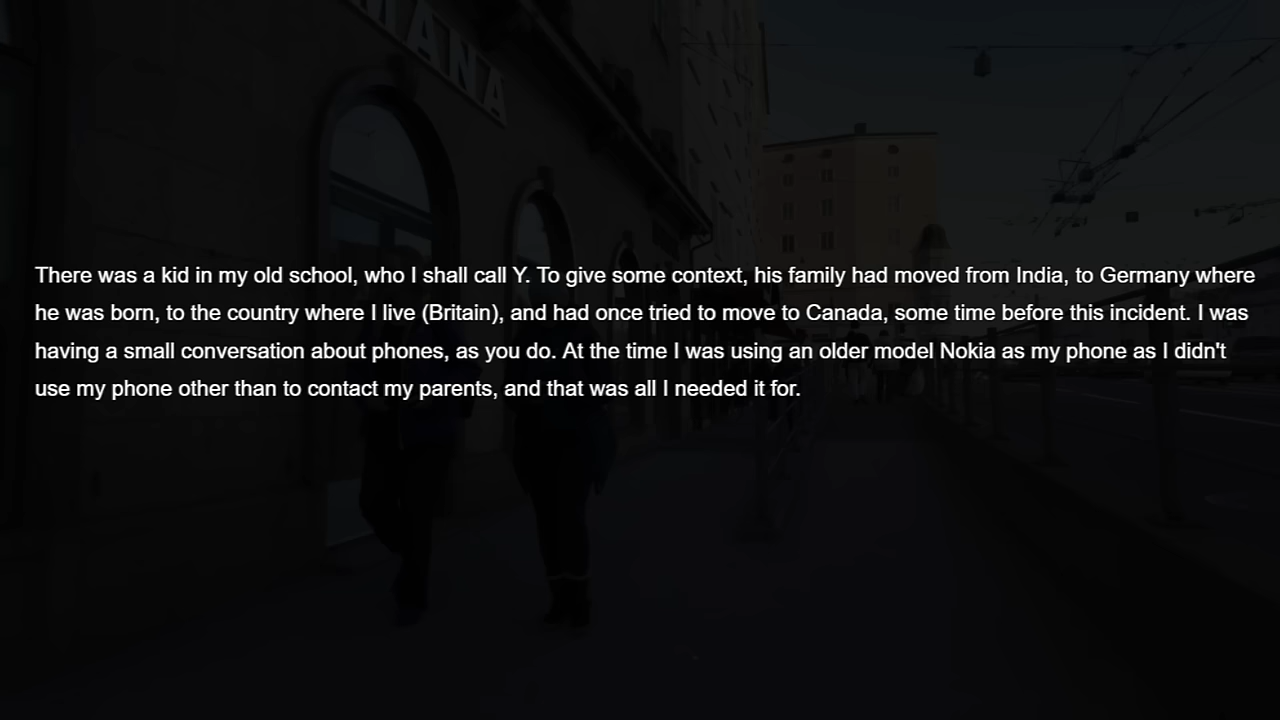 MANA
There was a kid in my old school, who I shall call Y. To give some context, his family had moved from India, to Germany where
he was born, to the country where I live (Britain), and had once tried to move to Canada, some time before this incident. I was
having a small conversation about phones, as you do. At the time I was using an older model Nokia as my phone as I didn't
use my phone other than to contact my parents, and that was all I needed it for.